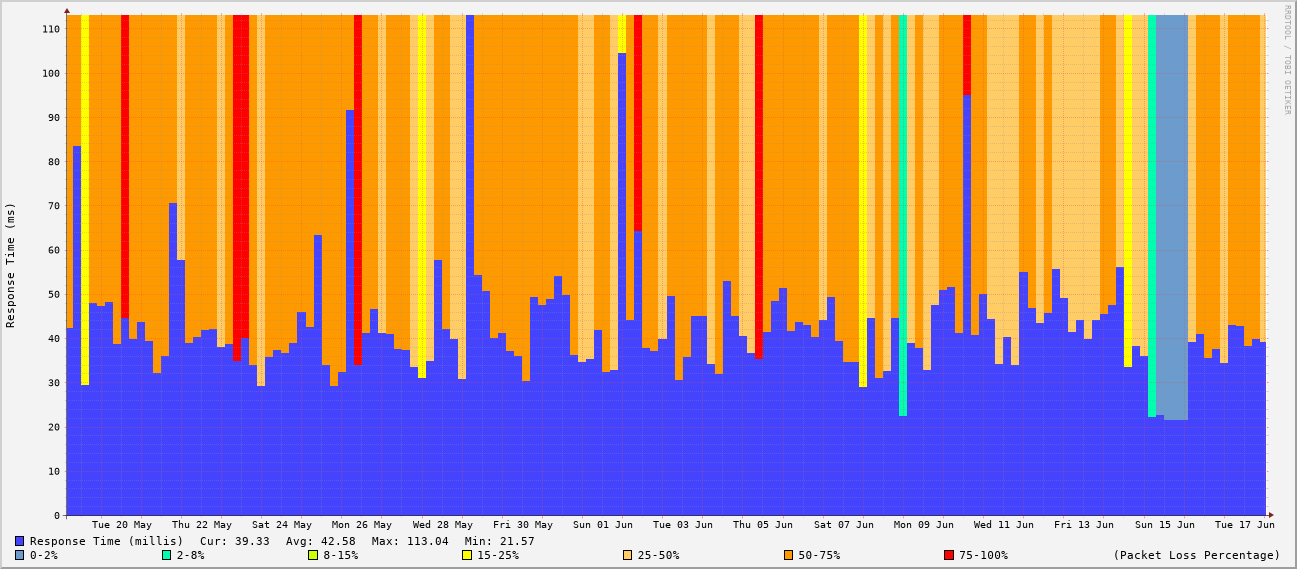 RRDTOOL / TOBI OETIKER
Response Time (ms)
110
100
90
80
70
60
50
40
30
20
10
0
Tue 20 May Thu 22 May Sat 24 May Mon 26 May Wed 28 May Fri 30 May Sun 01 Jun Tue 03 Jun Thu 05 Jun Sat 07 Jun Mon 09 Jun Wed 11 Jun Fri 13 Jun Sun 15 Jun Tue 17 Jun
Response Time (millis) Cur: 39.33 Avg: 42.58 Max: 113.04 Min: 21.57
0-2% 2-8% 8-15% 15-25% 25-50% 50-75% 75-100% (Packet Loss Percentage)